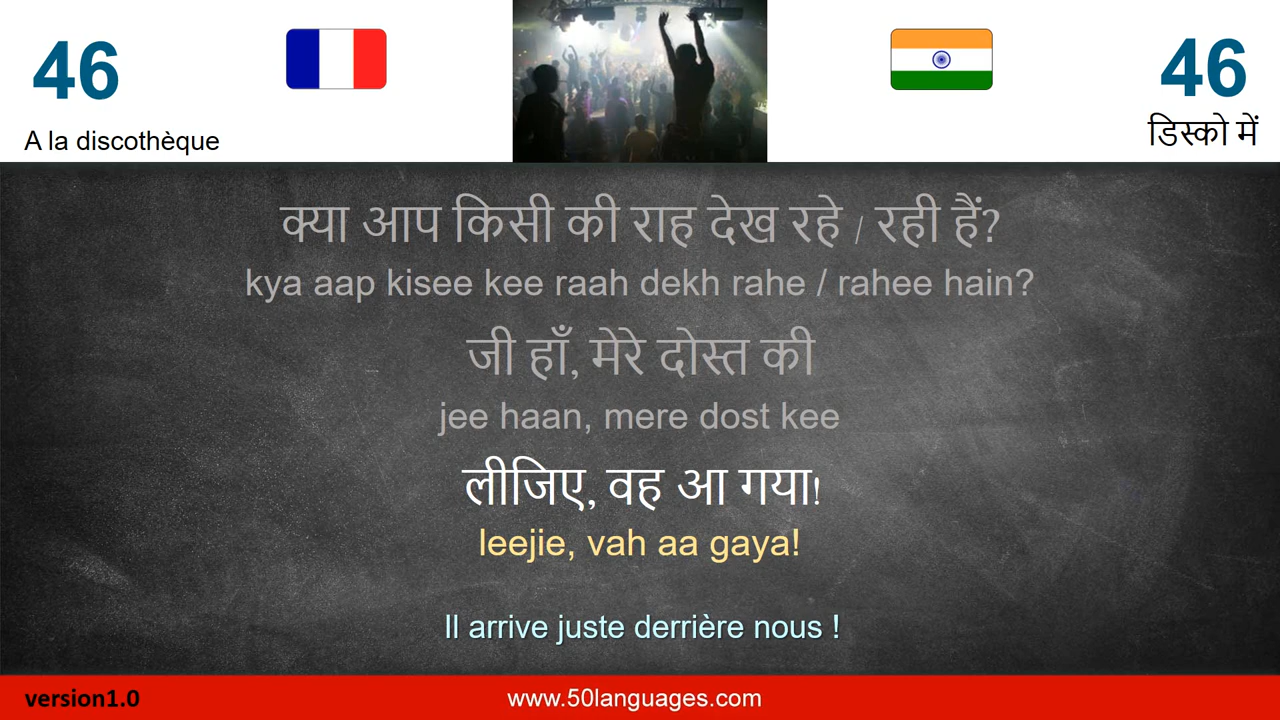 46
46
A la discothèque
डिस्को में
क्या आप किसी की राह देख रहे / रही हैं?
kya aap kisee kee raah dekh rahe / rahee hain?
जी हाँ, मेरे दोस्त की
jee haan, mere dost kee
लीजिए, वह आ गया!
leejie, vah aa gaya!
Il arrive juste derrière nous !
version1.0
www.50languages.com